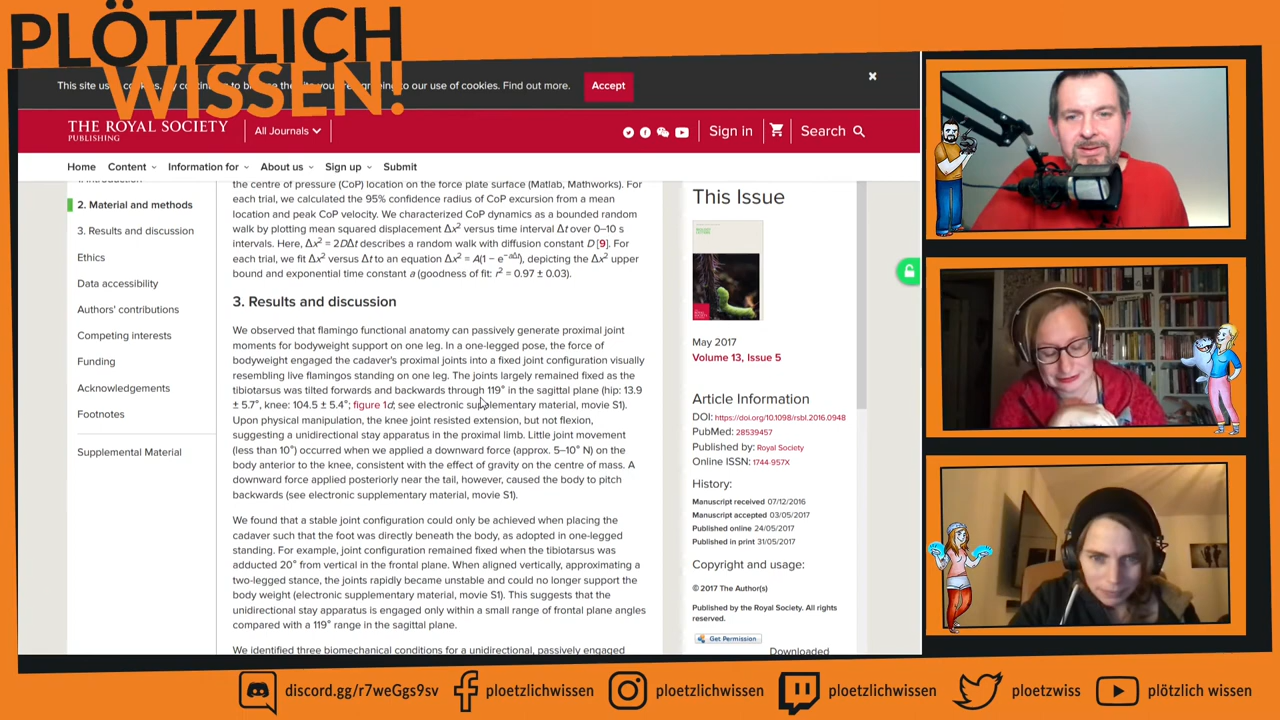 PLÖTZLICH
WISSEN!
This site uses cookies. By continuing to browse the site you are agreeing to our use of cookies. Find out more.
Accept
×
THE ROYAL SOCIETY
PUBLISHING
All Journals
Sign in
Search
Home
Content
Information for
About us
Sign up
Submit
2. Material and methods
3. Results and discussion
Ethics
Data accessibility
Authors' contributions
Competing interests
Funding
Acknowledgements
Footnotes
Supplemental Material
the centre of pressure (CoP) location on the force plate surface (Matlab, Mathworks). For
each trial, we calculated the 95% confidence radius of CoP excursion from a mean
location and peak CoP velocity. We characterized CoP dynamics as a bounded random
walk by plotting mean squared displacement Δx² versus time interval Δt over 0–10 s
intervals. Here, Δx² = 2DΔt describes a random walk with diffusion constant D [9]. For
each trial, we fit Δx² versus Δt to an equation Δx² = A(1 − e⁻ᵃᐞᵗ), depicting the Δx² upper
bound and exponential time constant a (goodness of fit: r² = 0.97 ± 0.03).
3. Results and discussion
We observed that flamingo functional anatomy can passively generate proximal joint
moments for bodyweight support on one leg. In a one-legged pose, the force of
bodyweight engaged the cadaver's proximal joints into a fixed joint configuration visually
resembling live flamingos standing on one leg. The joints largely remained fixed as the
tibiotarsus was tilted forwards and backwards through 119° in the sagittal plane (hip: 13.9
± 5.7°, knee: 104.5 ± 5.4°; figure 1d; see electronic supplementary material, movie S1).
Upon physical manipulation, the knee joint resisted extension, but not flexion,
suggesting a unidirectional stay apparatus in the proximal limb. Little joint movement
(less than 10°) occurred when we applied a downward force (approx. 5–10° N) on the
body anterior to the knee, consistent with the effect of gravity on the centre of mass. A
downward force applied posteriorly near the tail, however, caused the body to pitch
backwards (see electronic supplementary material, movie S1).
We found that a stable joint configuration could only be achieved when placing the
cadaver such that the foot was directly beneath the body, as adopted in one-legged
standing. For example, joint configuration remained fixed when the tibiotarsus was
adducted 20° from vertical in the frontal plane. When aligned vertically, approximating a
two-legged stance, the joints rapidly became unstable and could no longer support the
body weight (electronic supplementary material, movie S1). This suggests that the
unidirectional stay apparatus is engaged only within a small range of frontal plane angles
compared with a 119° range in the sagittal plane.
We identified three biomechanical conditions for a unidirectional, passively engaged
This Issue
May 2017
Volume 13, Issue 5
Article Information
DOI: https://doi.org/10.1098/rsbl.2016.0948
PubMed: 28539457
Published by: Royal Society
Online ISSN: 1744-957X
History:
Manuscript received 07/12/2016
Manuscript accepted 03/05/2017
Published online 24/05/2017
Published in print 31/05/2017
Copyright and usage:
© 2017 The Author(s)
Published by the Royal Society. All rights
reserved.
Get Permission
Downloaded
discord.gg/r7weGgs9sv
ploetzlichwissen
ploetzlichwissen
ploetzlichwissen
ploetzwiss
plötzlich wissen